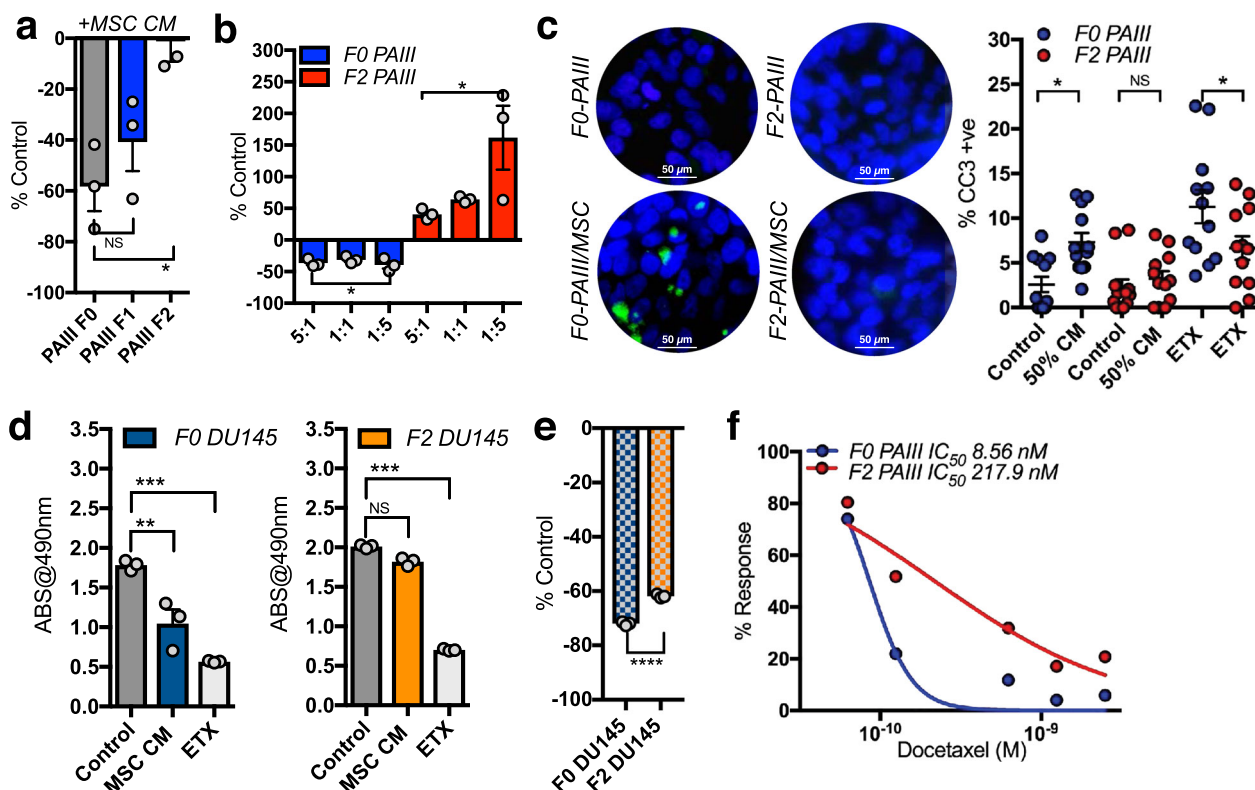 a
+MSC CM
% Control
0
-20
-40
-60
-80
-100
NS
*
PAIII F0
PAIII F1
PAIII F2
b
F0 PAIII
F2 PAIII
% Control
300
250
200
150
100
50
0
-50
-100
*
*
5:1
1:1
1:5
5:1
1:1
1:5
c
F0-PAIII
50 µm
F2-PAIII
50 µm
F0-PAIII/MSC
50 µm
F2-PAIII/MSC
50 µm
F0 PAIII
F2 PAIII
% CC3 +ve
30
25
20
15
10
5
0
*
NS
*
Control
50% CM
Control
50% CM
ETX
ETX
d
F0 DU145
ABS@490nm
3.5
3.0
2.5
2.0
1.5
1.0
0.5
0.0
***
**
Control
MSC CM
ETX
F2 DU145
ABS@490nm
3.5
3.0
2.5
2.0
1.5
1.0
0.5
0.0
***
NS
Control
MSC CM
ETX
e
% Control
0
-20
-40
-60
-80
-100
****
F0 DU145
F2 DU145
f
F0 PAIII IC50 8.56 nM
F2 PAIII IC50 217.9 nM
% Response
100
80
60
40
20
0
10-10
10-9
Docetaxel (M)